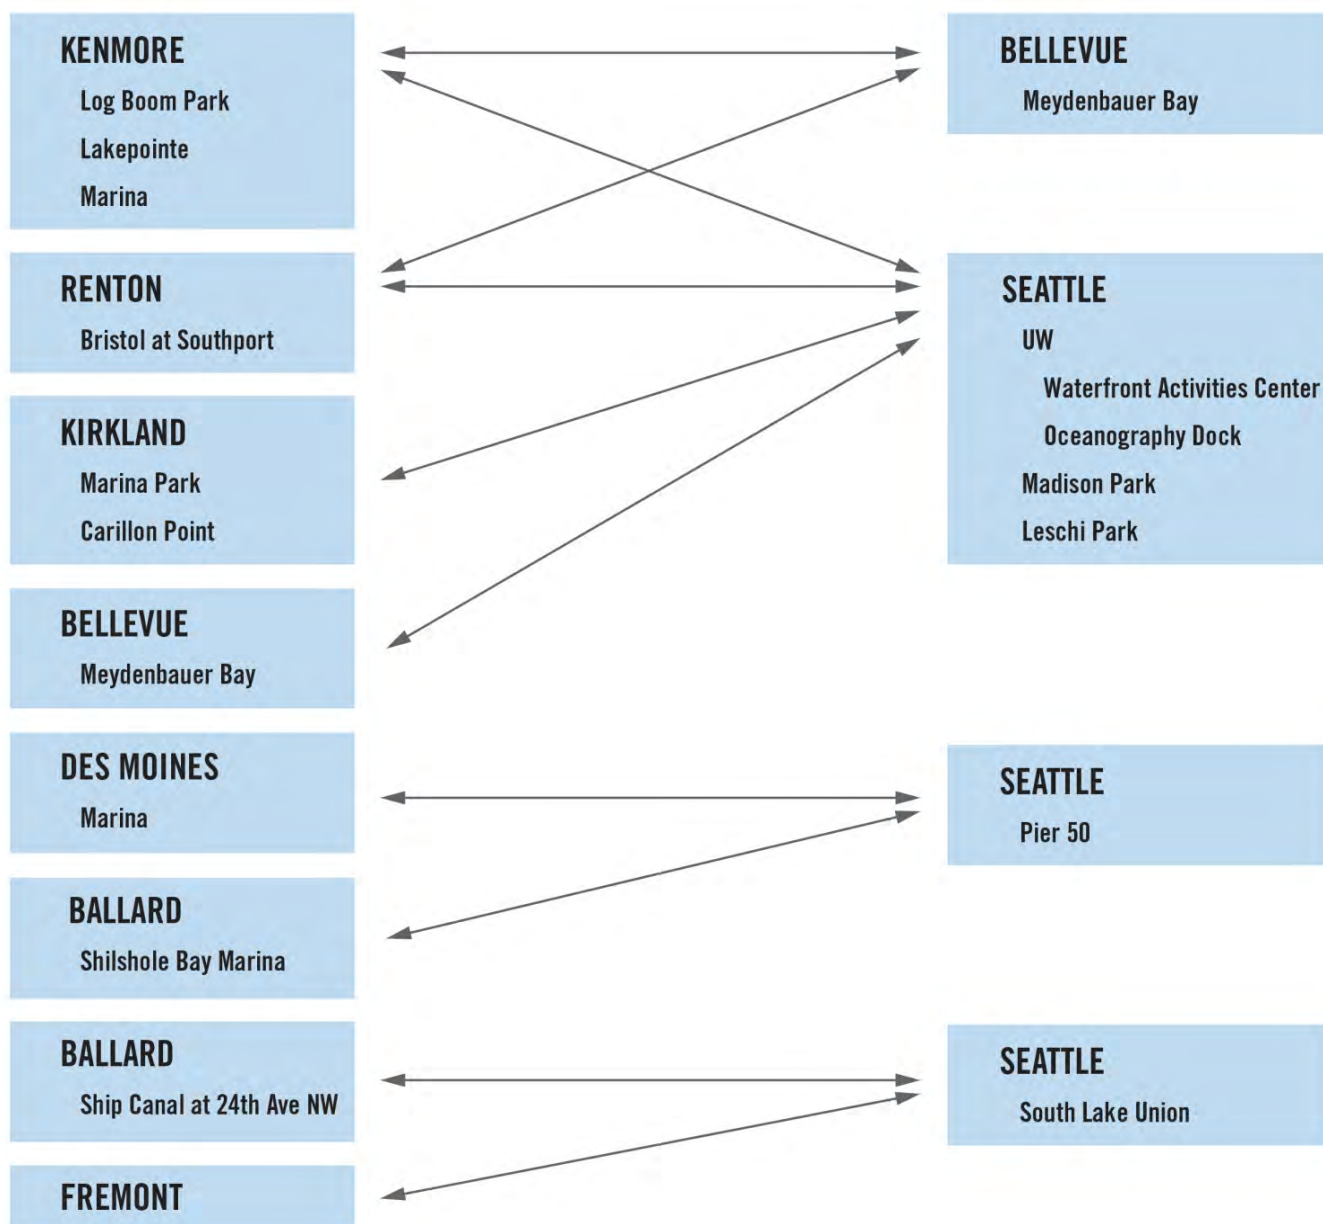 KENMORE
Log Boom Park
Lakepointe
Marina
RENTON
Bristol at Southport
KIRKLAND
Marina Park
Carillon Point
BELLEVUE
Meydenbauer Bay
DES MOINES
Marina
BALLARD
Shilshole Bay Marina
BALLARD
Ship Canal at 24th Ave NW
FREMONT
BELLEVUE
Meydenbauer Bay
SEATTLE
UW
Waterfront Activities Center
Oceanography Dock
Madison Park
Leschi Park
SEATTLE
Pier 50
SEATTLE
South Lake Union